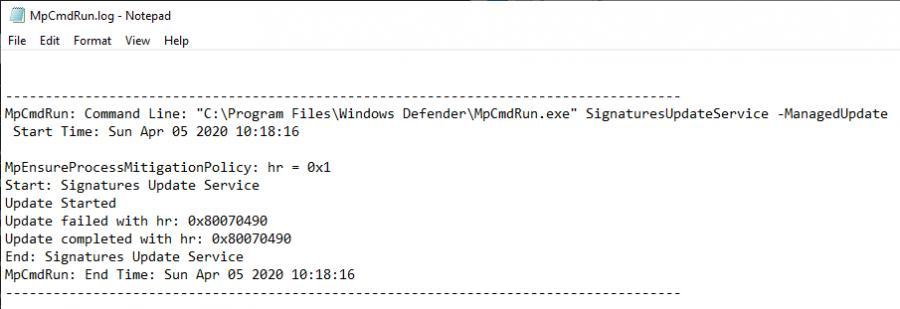 MpCmdRun.log - Notepad
File Edit Format View Help
-------------------------------------------------------------------------------------
MpCmdRun: Command Line: "C:\Program Files\Windows Defender\MpCmdRun.exe" SignaturesUpdateService -ManagedUpdate
 Start Time: Sun Apr 05 2020 10:18:16
MpEnsureProcessMitigationPolicy: hr = 0x1
Start: Signatures Update Service
Update Started
Update failed with hr: 0x80070490
Update completed with hr: 0x80070490
End: Signatures Update Service
MpCmdRun: End Time: Sun Apr 05 2020 10:18:16
-------------------------------------------------------------------------------------